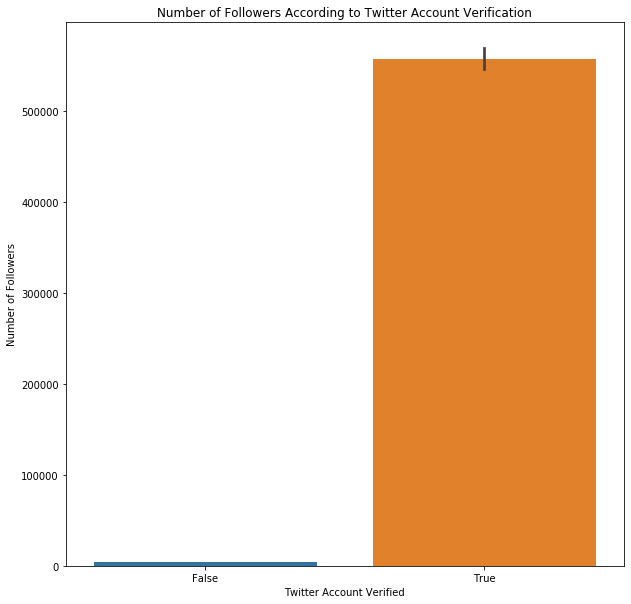 Number of Followers According to Twitter Account Verification
500000
400000
300000
200000
100000
0
Number of Followers
False
True
Twitter Account Verified